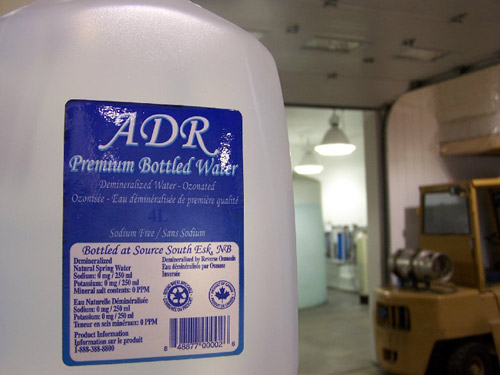 ADR
Premium Bottled Water
Demineralized Water - Ozonated
Ozonisée - Eau déminéralisée de première qualité
4L
Sodium Free / Sans Sodium
Bottled at Source South Esk, NB
Demineralized
Natural Spring Water
Sodium: 0 mg / 250 ml
Potassium: 0 mg / 250 ml
Mineral salt contents: 0 PPM
Demineralized by Reverse Osmosis
Eau déminéralisée par Osmose
Inversée
Eau Naturelle Déminéralisée
Sodium: 0 mg / 250 ml
Potassium: 0 mg / 250 ml
Teneur en sels minéraux: 0 PPM
Product Information
Information sur le produit
1-888-388-8600
8 48877 00002 6